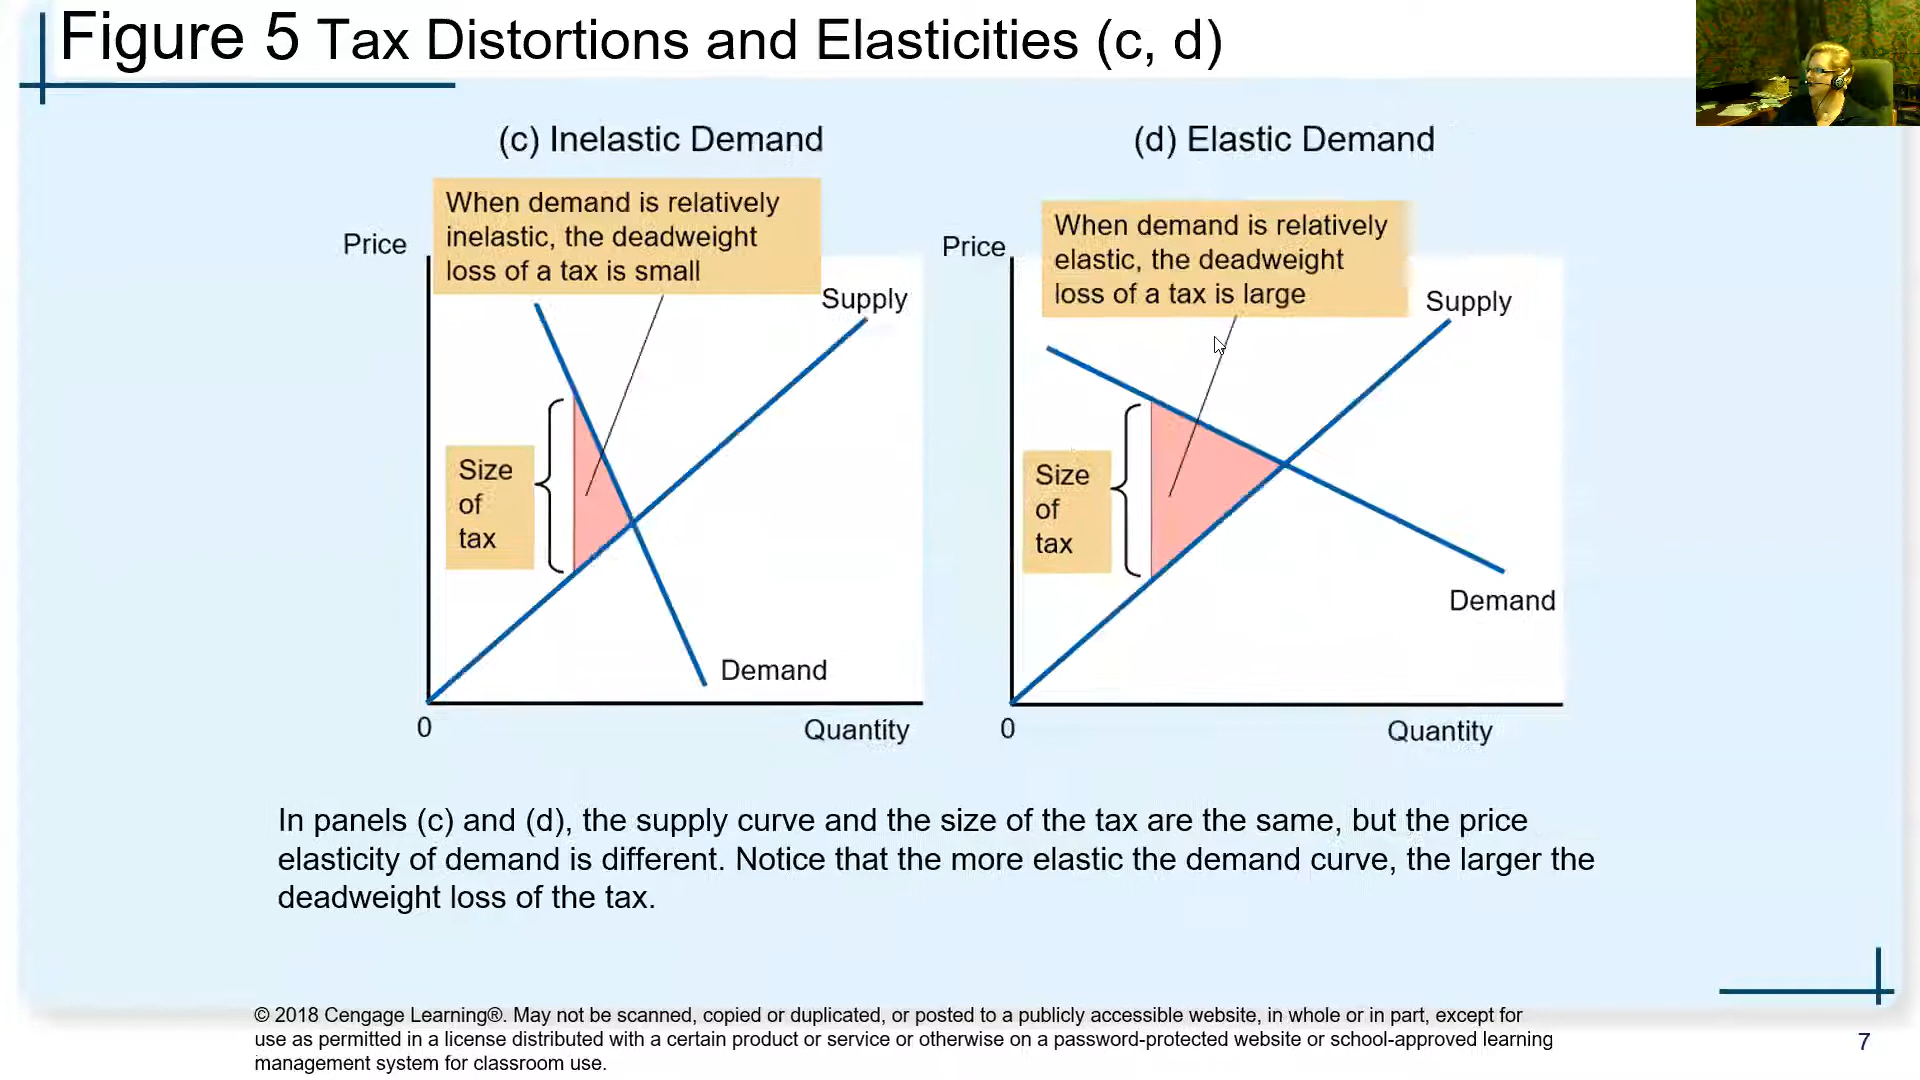 Figure 5 Tax Distortions and Elasticities (c, d)
(c) Inelastic Demand
When demand is relatively
inelastic, the deadweight
loss of a tax is small
Price
Supply
Size
of
tax
Demand
0
Quantity
(d) Elastic Demand
When demand is relatively
elastic, the deadweight
loss of a tax is large
Price
Supply
Size
of
tax
Demand
0
Quantity
In panels (c) and (d), the supply curve and the size of the tax are the same, but the price
elasticity of demand is different. Notice that the more elastic the demand curve, the larger the
deadweight loss of the tax.
© 2018 Cengage Learning®. May not be scanned, copied or duplicated, or posted to a publicly accessible website, in whole or in part, except for
use as permitted in a license distributed with a certain product or service or otherwise on a password-protected website or school-approved learning
management system for classroom use.
7